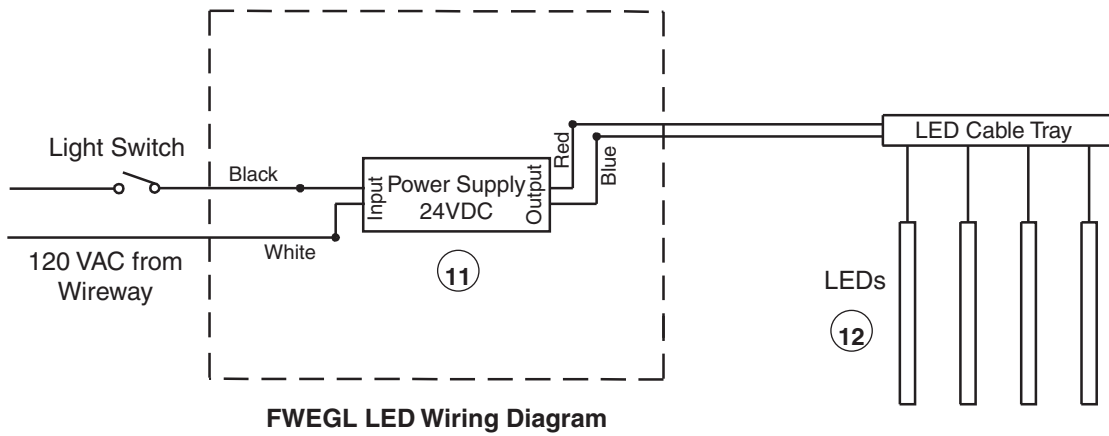 Light Switch
Black
White
120 VAC from
Wireway
Input
Power Supply
24VDC
Output
11
Red
Blue
LED Cable Tray
LEDs
12
FWEGL LED Wiring Diagram